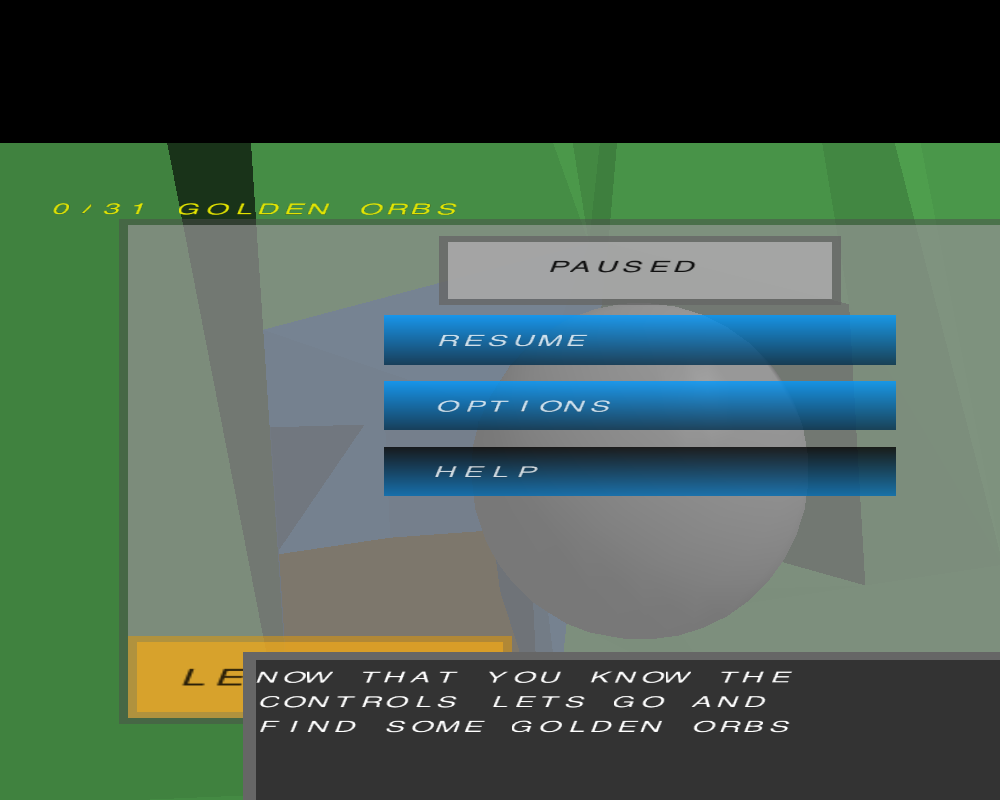 0/31 GOLDEN ORBS
PAUSED
RESUME
OPTIONS
HELP
NOW THAT YOU KNOW THE
CONTROLS LETS GO AND
FIND SOME GOLDEN ORBS